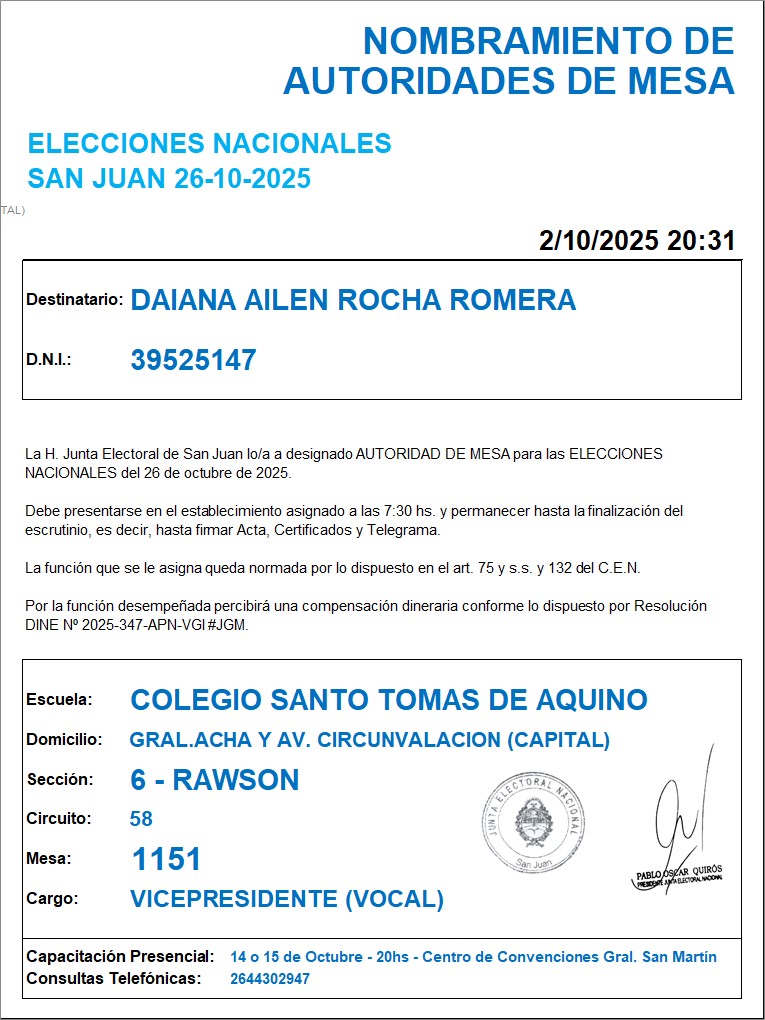 NOMBRAMIENTO DE
AUTORIDADES DE MESA
ELECCIONES NACIONALES
SAN JUAN 26-10-2025
TAL)
2/10/2025 20:31
Destinatario: DAIANA AILEN ROCHA ROMERA
D.N.I.: 39525147
La H. Junta Electoral de San Juan lo/a a designado AUTORIDAD DE MESA para las ELECCIONES
NACIONALES del 26 de octubre de 2025.
Debe presentarse en el establecimiento asignado a las 7:30 hs. y permanecer hasta la finalización del
escrutinio, es decir, hasta firmar Acta, Certificados y Telegrama.
La función que se le asigna queda normada por lo dispuesto en el art. 75 y s.s. y 132 del C.E.N.
Por la función desempeñada percibirá una compensación dineraria conforme lo dispuesto por Resolución
DINE Nº 2025-347-APN-VGI#JGM.
Escuela: COLEGIO SANTO TOMAS DE AQUINO
Domicilio: GRAL.ACHA Y AV. CIRCUNVALACION (CAPITAL)
Sección: 6 - RAWSON
Circuito: 58
Mesa: 1151
Cargo: VICEPRESIDENTE (VOCAL)
JUNTA ELECTORAL NACIONAL
San Juan
PABLO OSCAR QUIRÓS
PRESIDENTE JUNTA ELECTORAL NACIONAL
Capacitación Presencial: 14 o 15 de Octubre - 20hs - Centro de Convenciones Gral. San Martín
Consultas Telefónicas: 2644302947